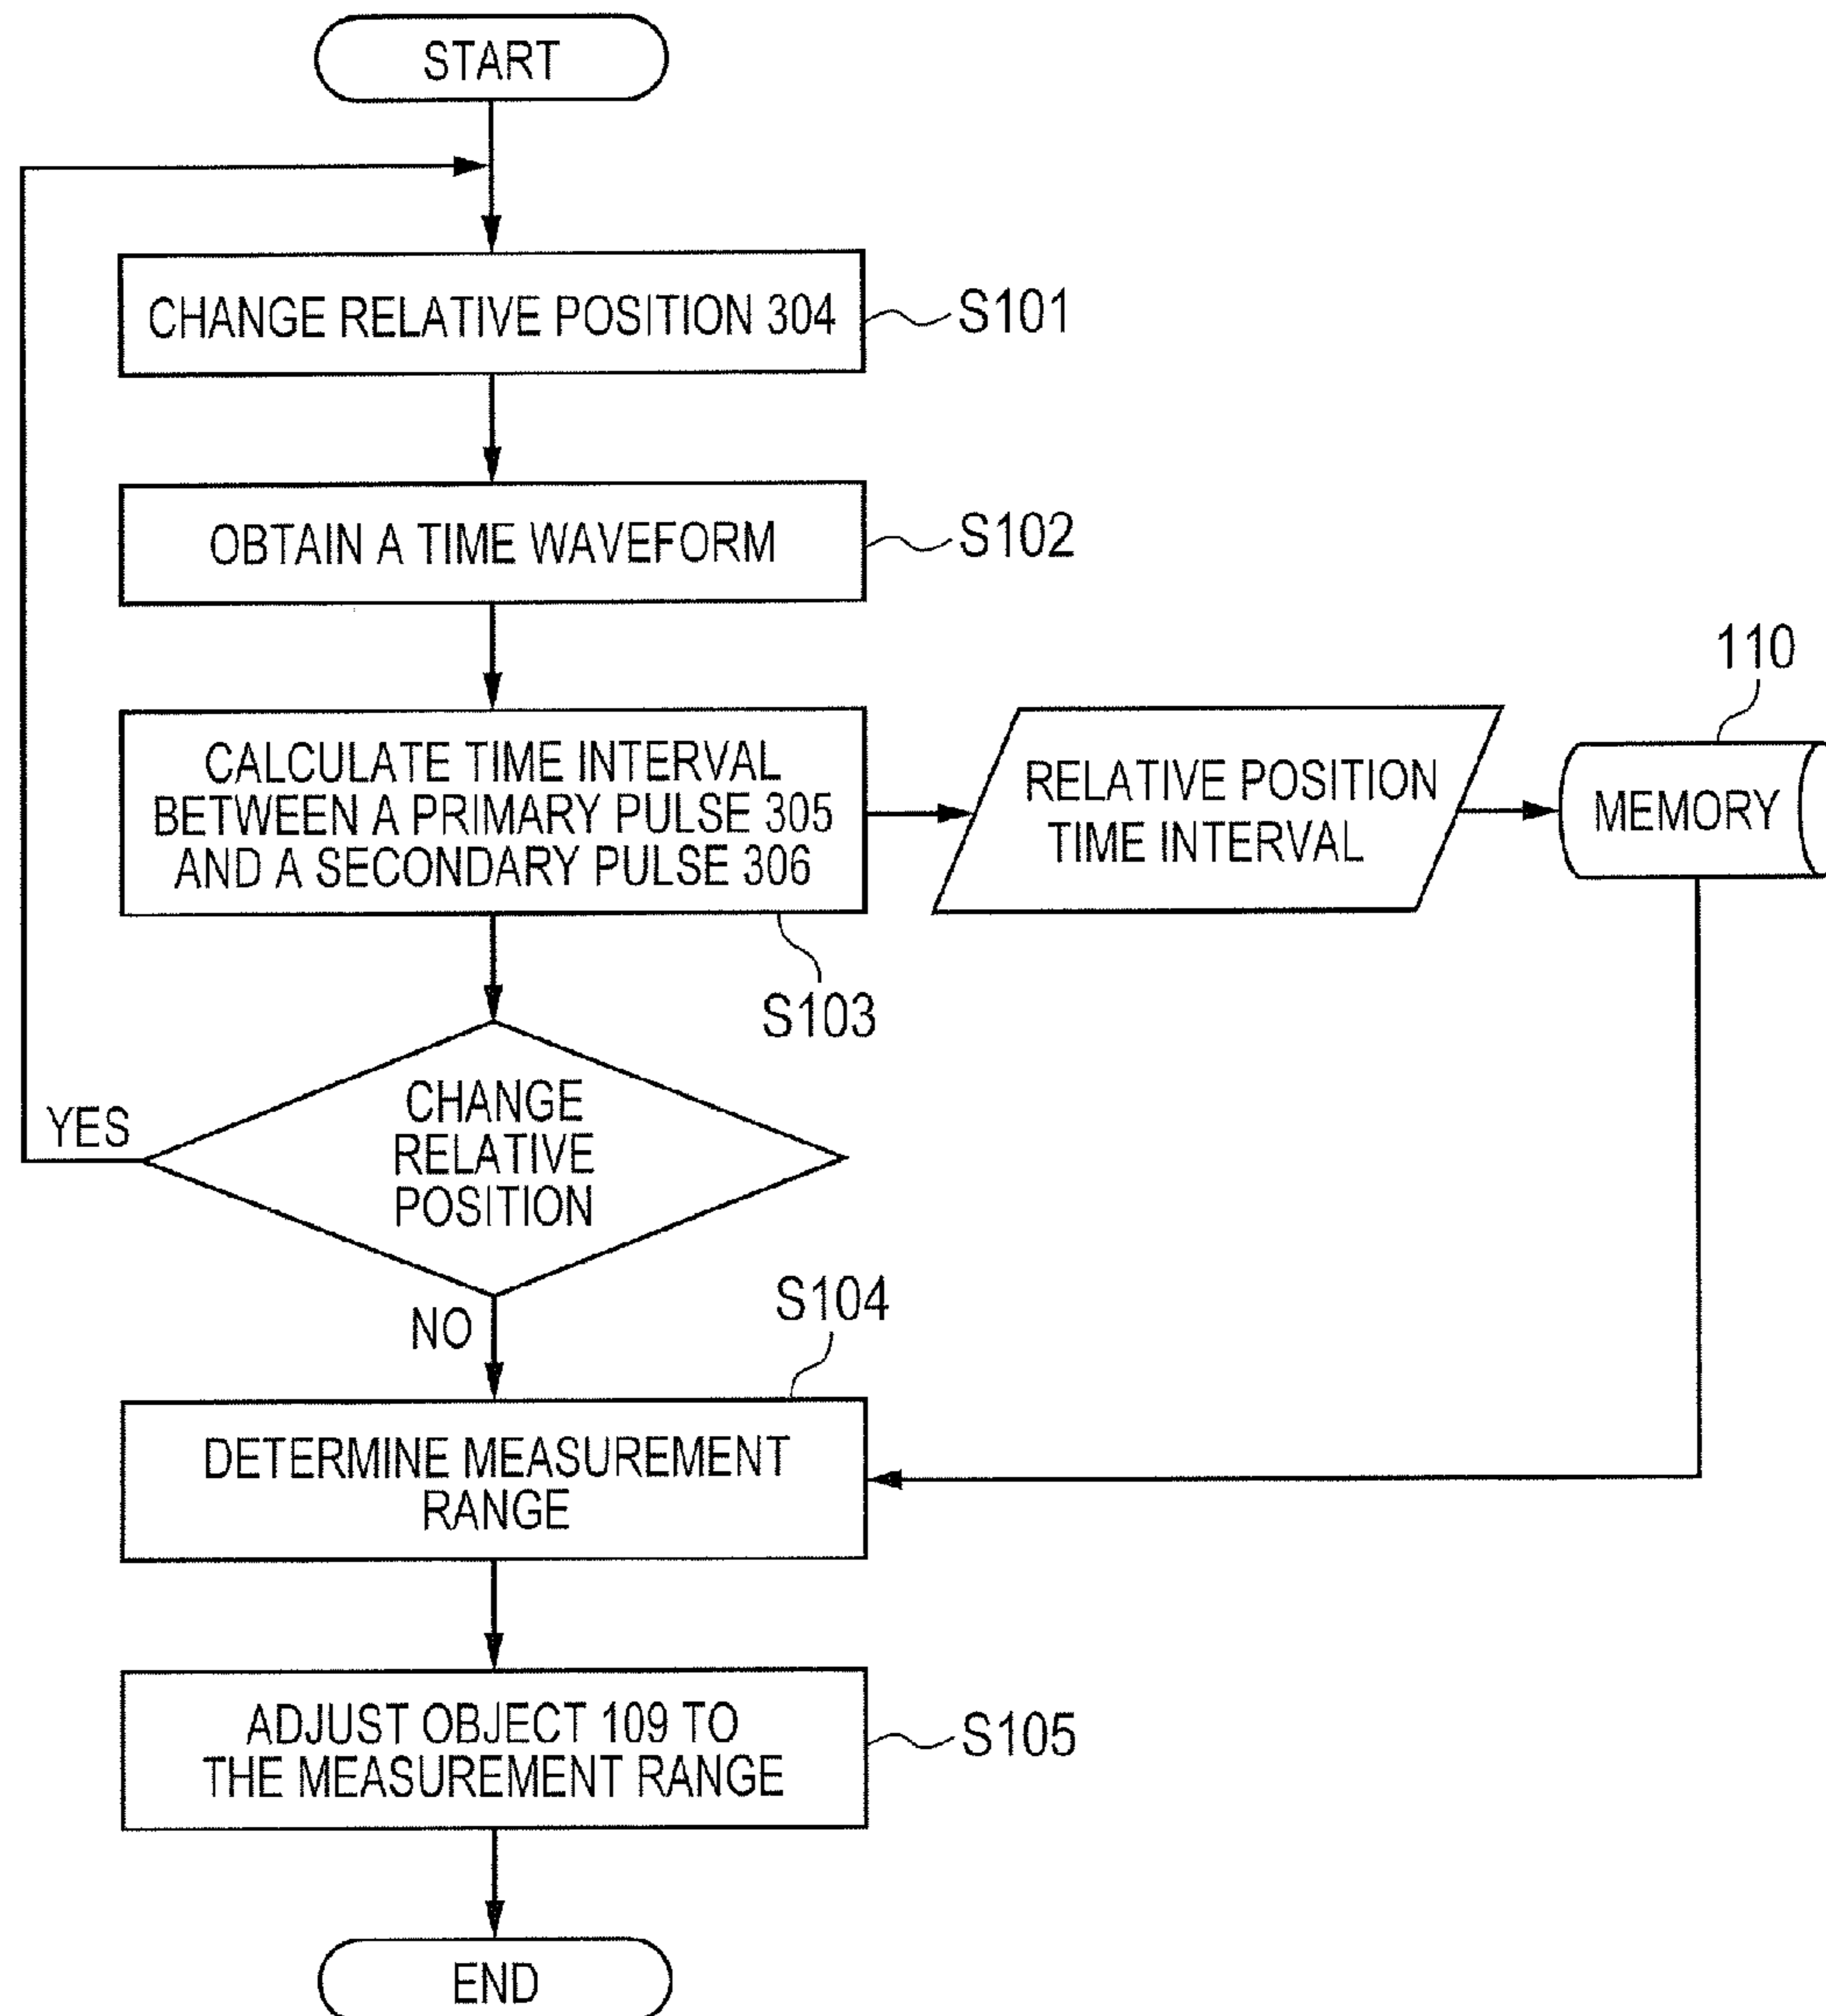 START
CHANGE RELATIVE POSITION 304
S101
OBTAIN A TIME WAVEFORM
S102
CALCULATE TIME INTERVAL
BETWEEN A PRIMARY PULSE 305
AND A SECONDARY PULSE 306
S103
RELATIVE POSITION
TIME INTERVAL
110
MEMORY
CHANGE
RELATIVE
POSITION
YES
NO
S104
DETERMINE MEASUREMENT
RANGE
ADJUST OBJECT 109 TO
THE MEASUREMENT RANGE
S105
END